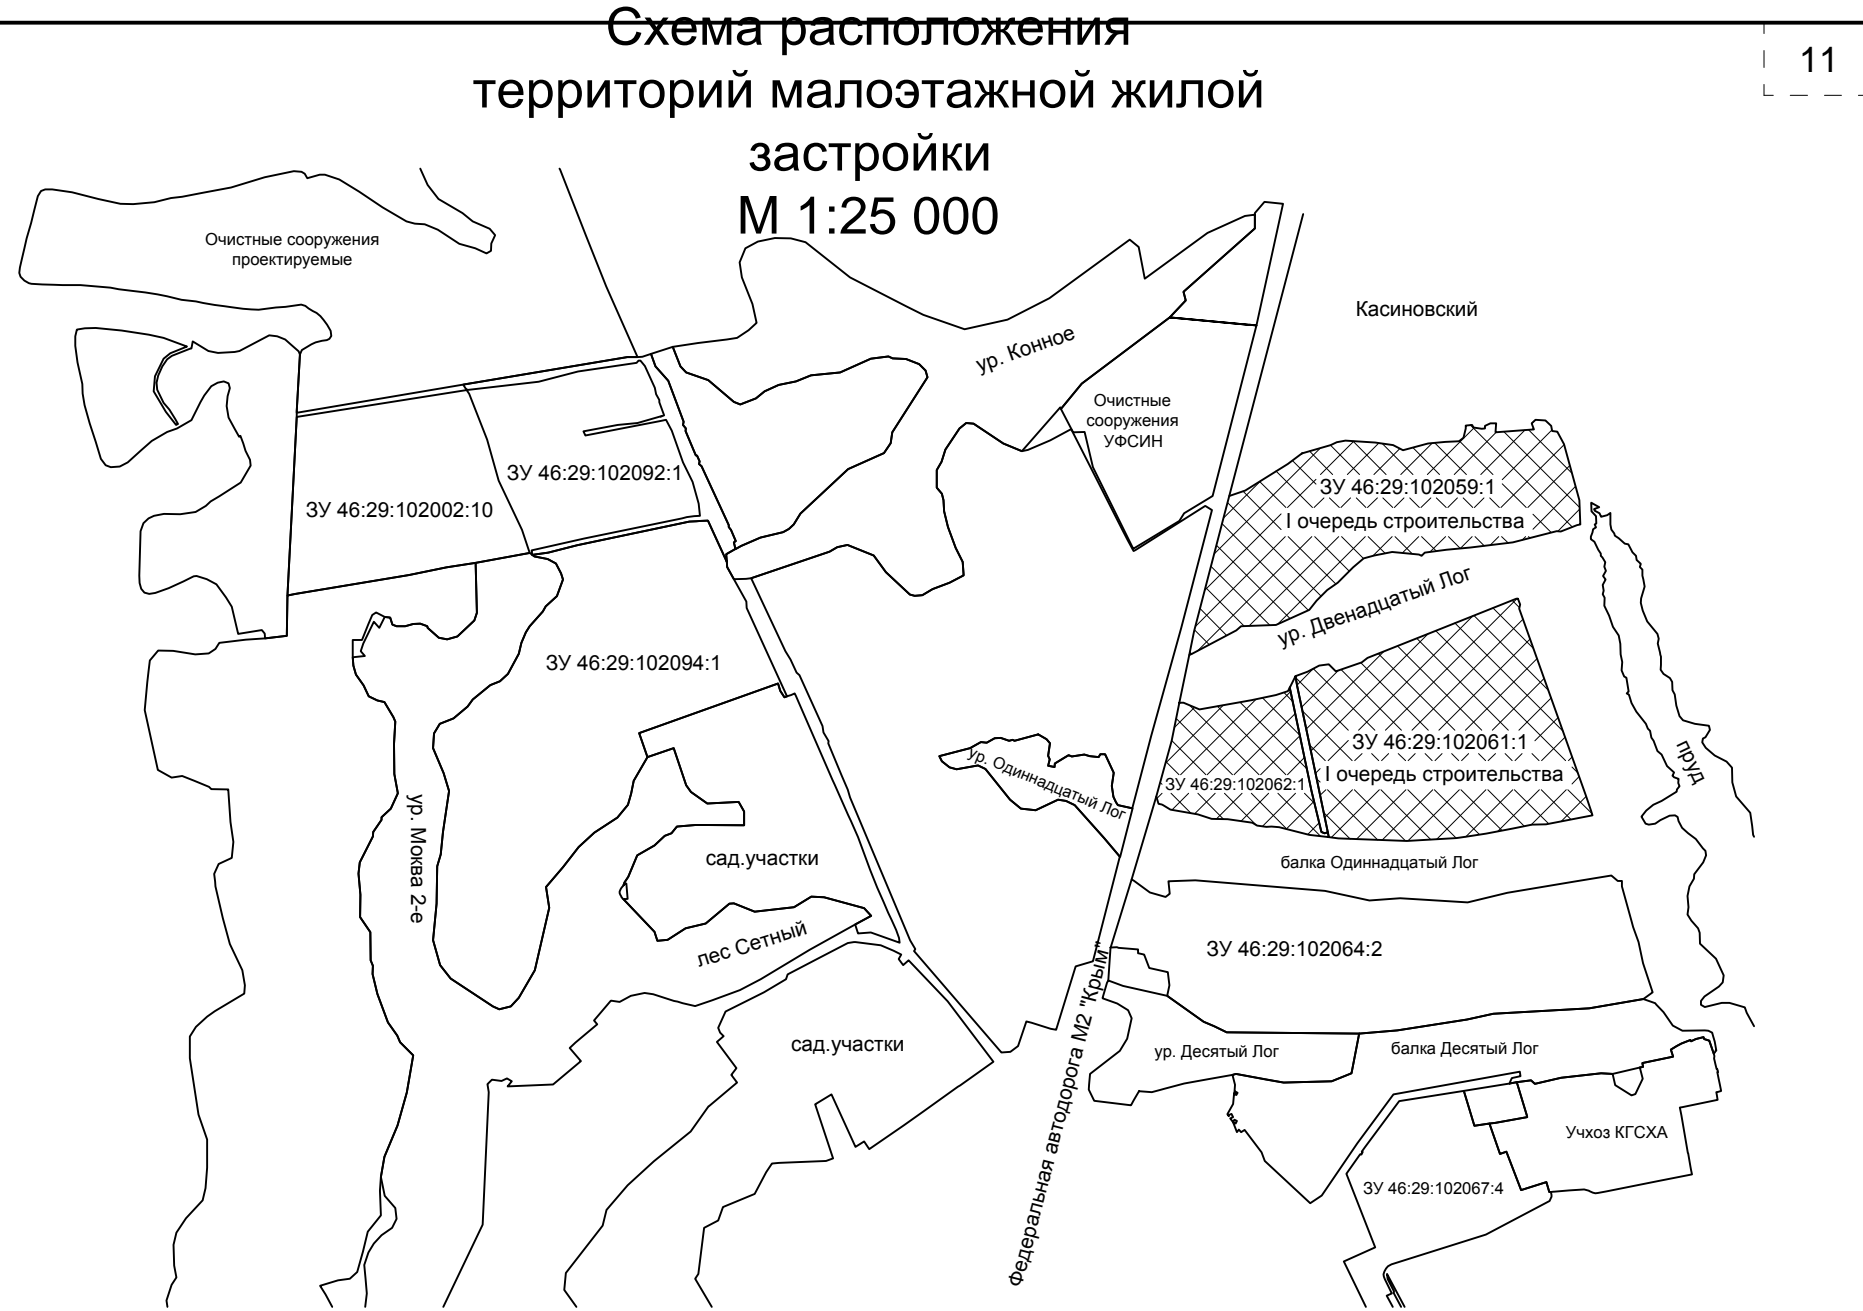 Схема расположения
территорий малоэтажной жилой
застройки
М 1:25 000
11
Очистные сооружения
проектируемые
Касиновский
ур. Конное
Очистные
сооружения
УФСИН
ЗУ 46:29:102092:1
ЗУ 46:29:102002:10
ЗУ 46:29:102059:1
I очередь строительства
ур. Двенадцатый Лог
ЗУ 46:29:102094:1
ЗУ 46:29:102061:1
I очередь строительства
ЗУ 46:29:102062:1
пруд
ур. Одиннадцатый Лог
ур. Моква 2-е
сад.участки
балка Одиннадцатый Лог
лес Сетный
ЗУ 46:29:102064:2
сад.участки
Федеральная автодорога М2 "Крым"
ур. Десятый Лог
балка Десятый Лог
Учхоз КГСХА
ЗУ 46:29:102067:4